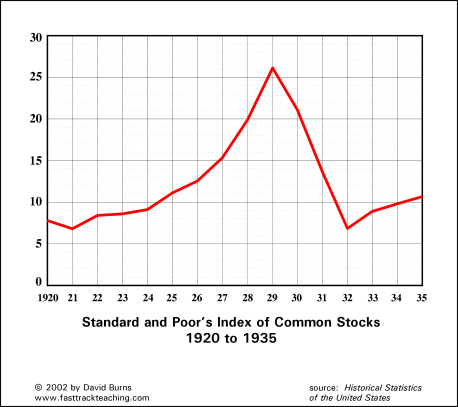 30
25
20
15
10
5
0
1920 21 22 23 24 25 26 27 28 29 30 31 32 33 34 35
Standard and Poor's Index of Common Stocks
1920 to 1935
© 2002 by David Burns
www.fasttrackteaching.com
source: Historical Statistics
of the United States